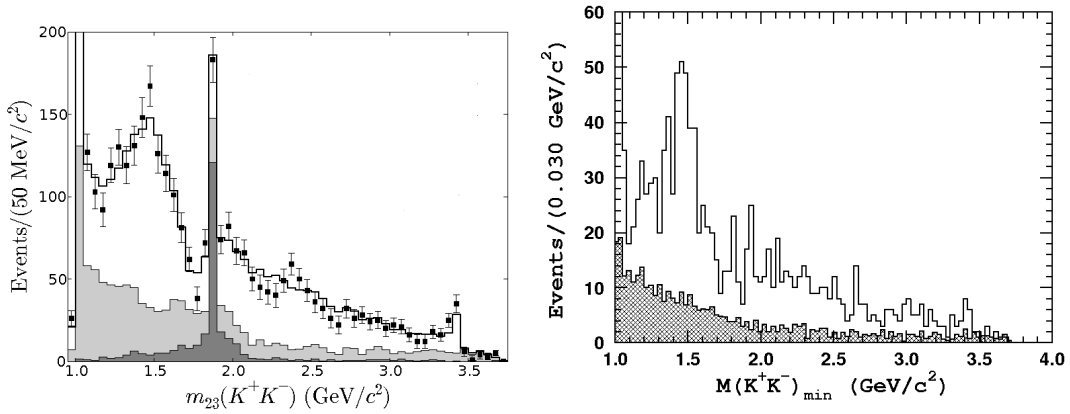 200
150
100
50
0
1.0 1.5 2.0 2.5 3.0 3.5
Events/(50 MeV/c²)
m₂₃(K⁺K⁻) (GeV/c²)
60
50
40
30
20
10
0
1.0 1.5 2.0 2.5 3.0 3.5 4.0
Events/(0.030 GeV/c²)
M(K⁺K⁻)min (GeV/c²)